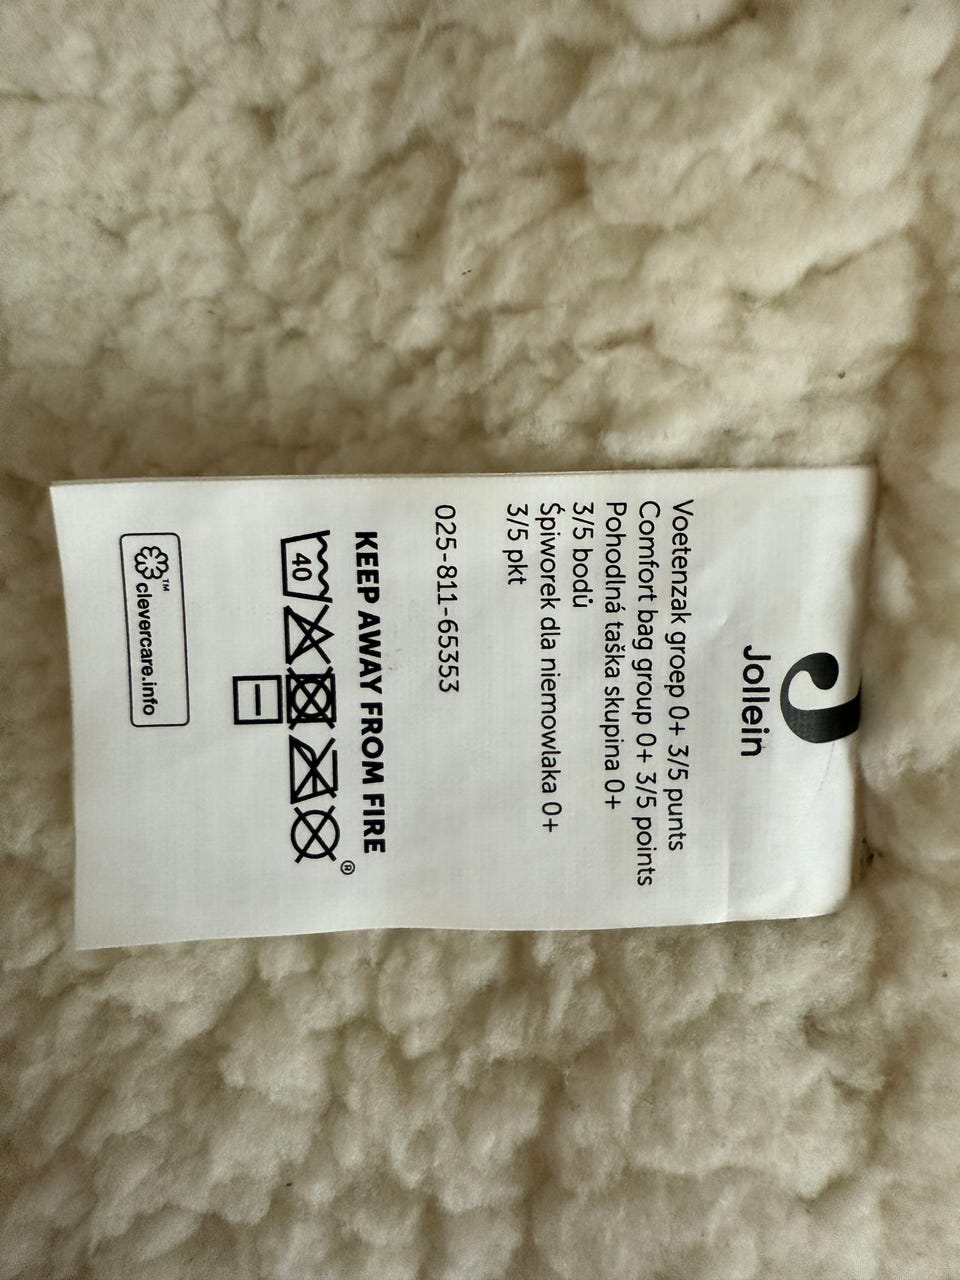 Jollein
Voetenzak groep 0+ 3/5 punts
Comfort bag group 0+ 3/5 points
Pohodlná taška skupina 0+
3/5 bodů
Śpiworek dla niemowlaka 0+
3/5 pkt
025-811-65353
KEEP AWAY FROM FIRE
40 ®
™ clevercare.info